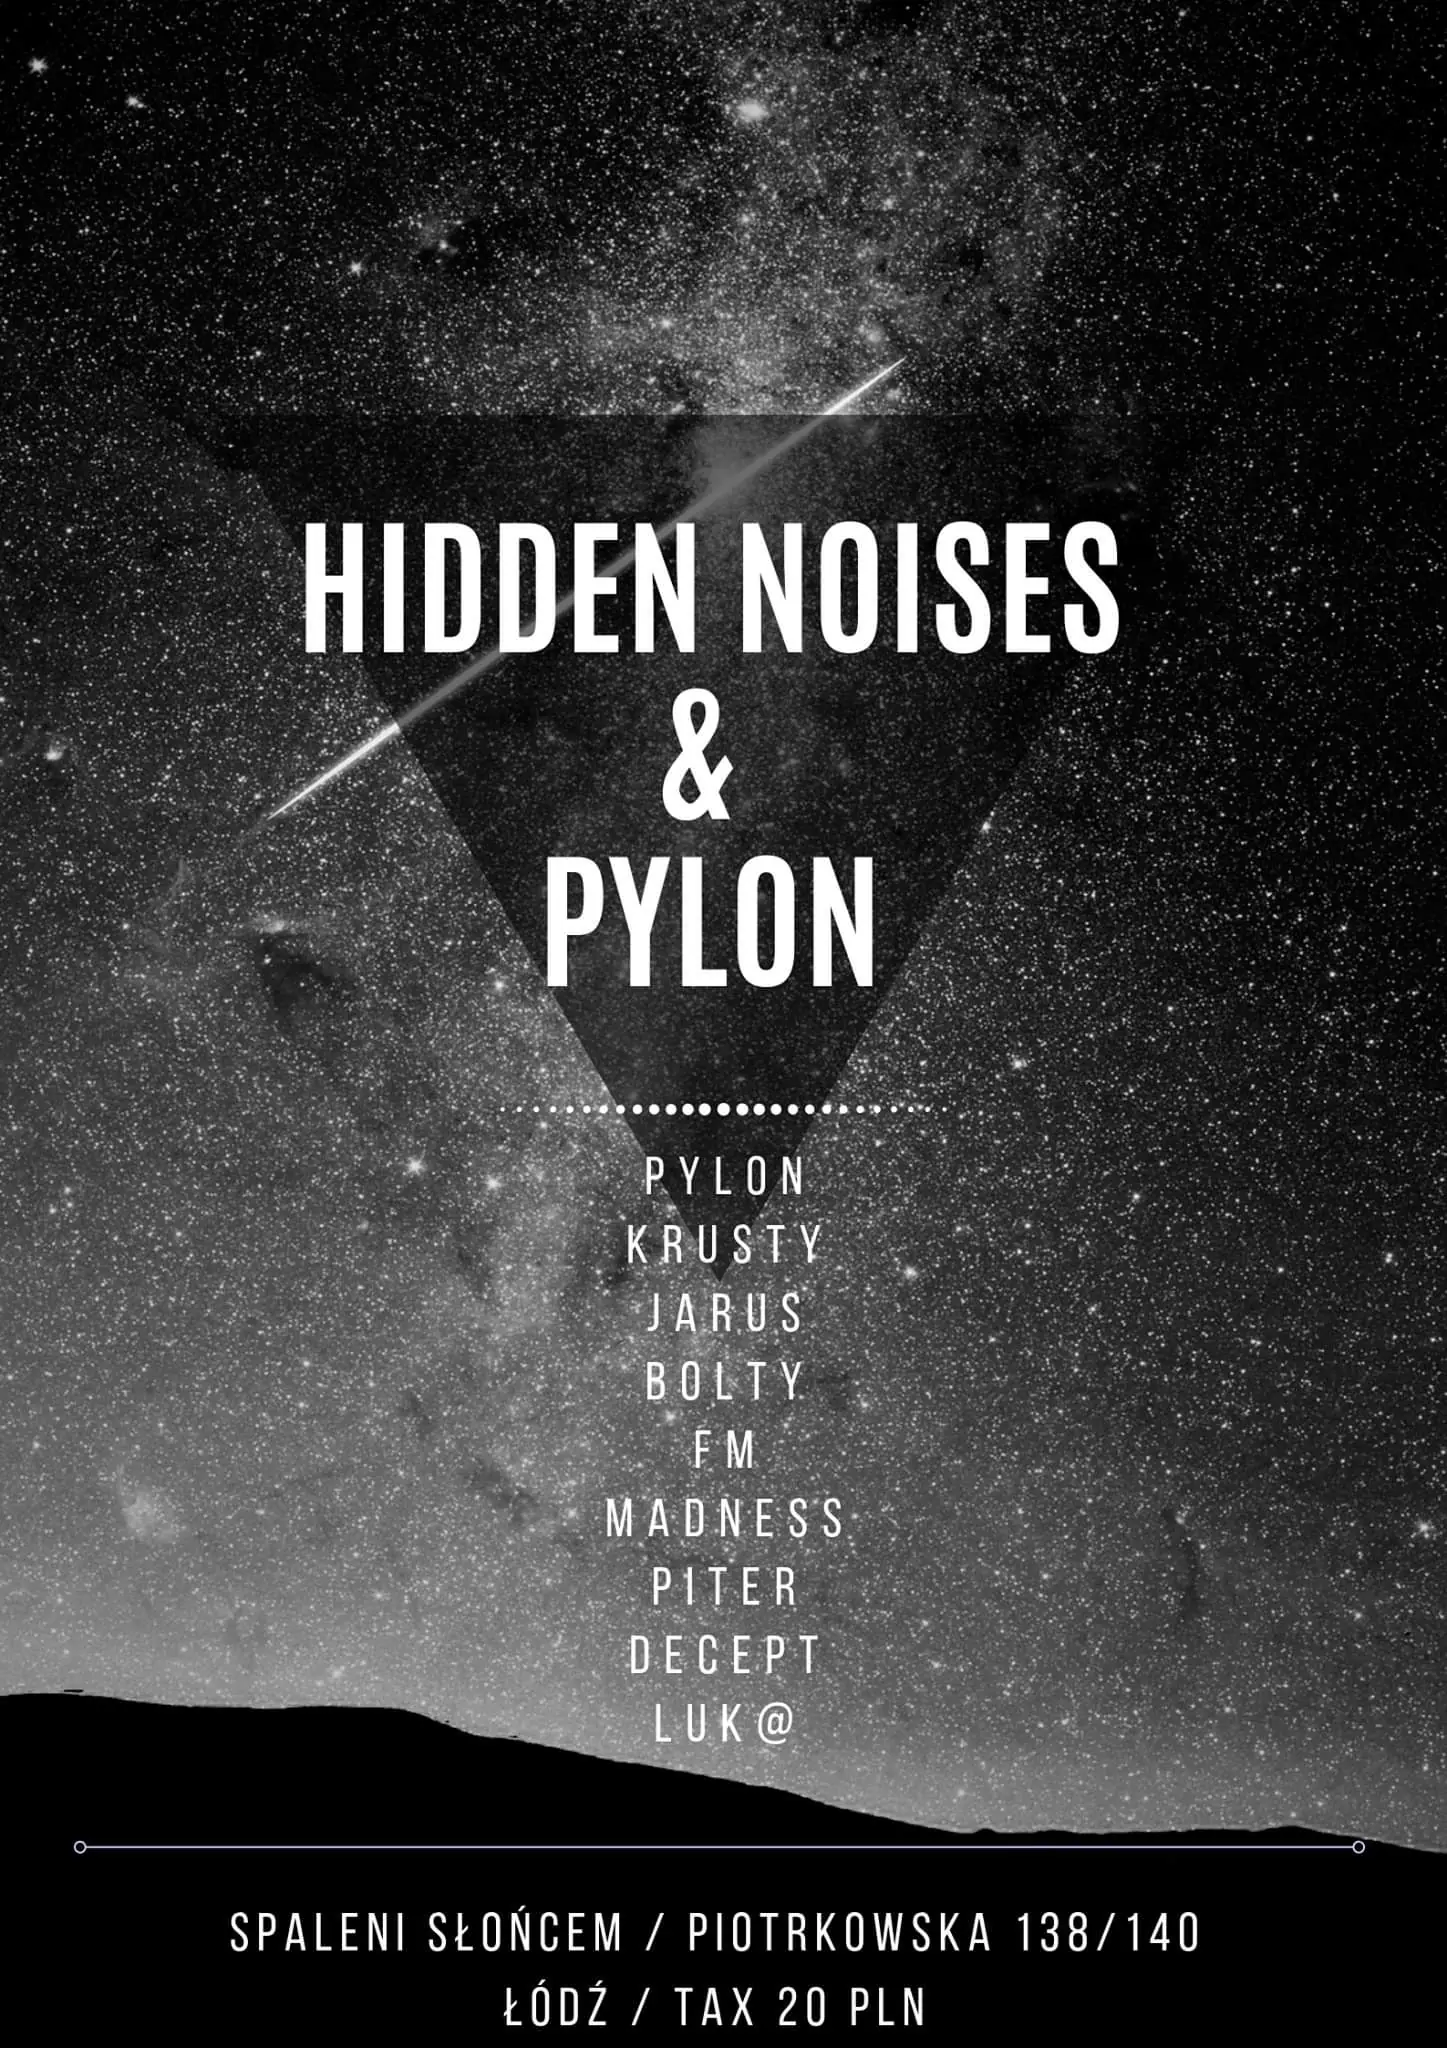 HIDDEN NOISES
&
PYLON
PYLON
KRUSTY
JARUS
BOLTY
FM
MADNESS
PITER
DECEPT
LUK@
SPALENI SŁOŃCEM / PIOTRKOWSKA 138/140
ŁÓDŹ / TAX 20 PLN